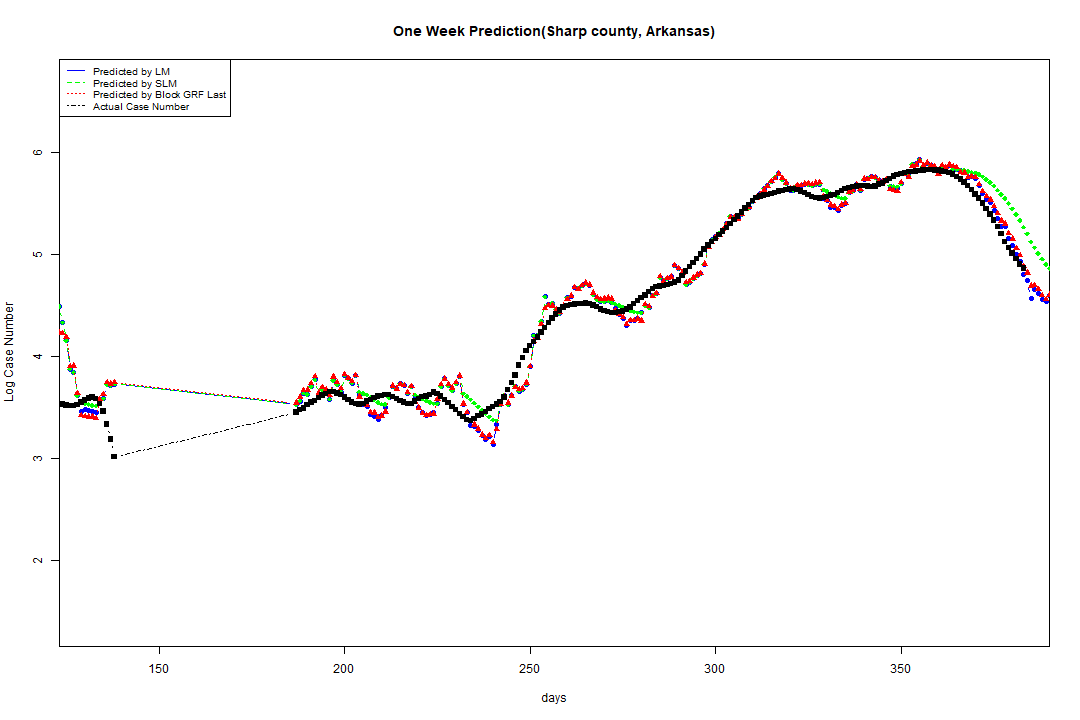 One Week Prediction(Sharp county, Arkansas)
Predicted by LM
Predicted by SLM
Predicted by Block GRF Last
Actual Case Number
6
5
4
3
2
Log Case Number
150 200 250 300 350
days